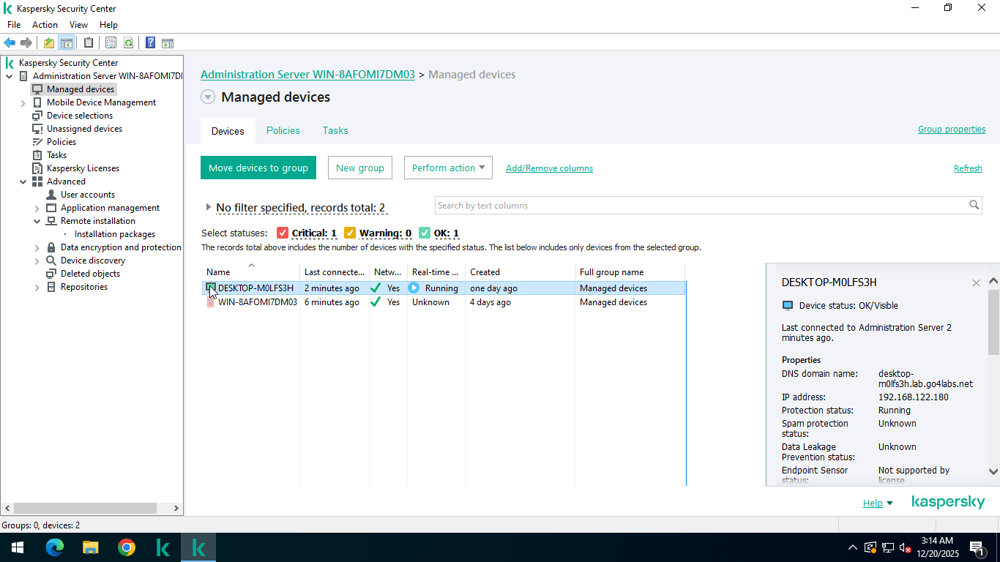 Kaspersky Security Center
File Action View Help
Kaspersky Security Center
Administration Server WIN-8AFOMI7DI
Managed devices
Mobile Device Management
Device selections
Unassigned devices
Policies
Tasks
Kaspersky Licenses
Advanced
User accounts
Application management
Remote installation
Installation packages
Data encryption and protection
Device discovery
Deleted objects
Repositories
Administration Server WIN-8AFOMI7DM03 > Managed devices
Managed devices
Devices Policies Tasks
Group properties
Move devices to group New group Perform action Add/Remove columns Refresh
No filter specified, records total: 2
Search by text columns
Select statuses: Critical: 1 Warning: 0 OK: 1
The records total above includes the number of devices with the specified status. The list below includes only devices from the selected group.
Name Last connecte... Netw... Real-time ... Created Full group name
DESKTOP-M0LFS3H 2 minutes ago Yes Running one day ago Managed devices
WIN-8AFOMI7DM03 6 minutes ago Yes Unknown 4 days ago Managed devices
DESKTOP-M0LFS3H
Device status: OK/Visible
Last connected to Administration Server 2
minutes ago.
Properties
DNS domain name: desktop-
m0lfs3h.lab.go4labs.net
IP address: 192.168.122.180
Protection status: Running
Spam protection Unknown
status:
Data Leakage Unknown
Prevention status:
Endpoint Sensor Not supported by
status: license
Help kaspersky
Groups: 0, devices: 2
3:14 AM
12/20/2025
1